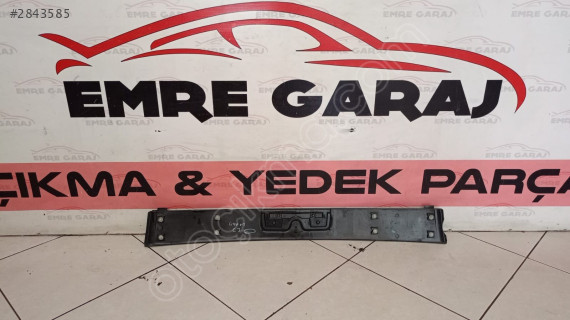 #2843585
EMRE GARAJ
ÇIKMA & YEDEK PARÇA